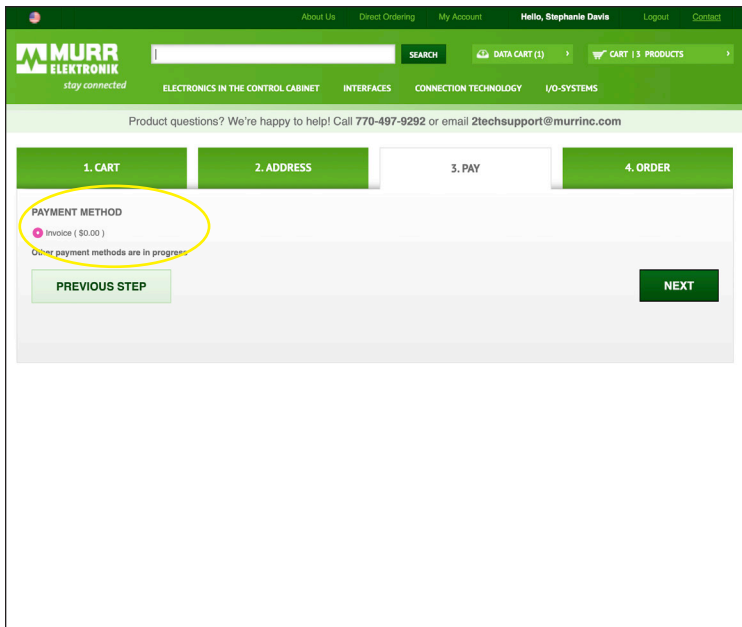 About Us Direct Ordering My Account Hello, Stephanie Davis Logout Contact
MURR
ELEKTRONIK
stay connected
SEARCH
DATA CART (1)
CART | 3 PRODUCTS
ELECTRONICS IN THE CONTROL CABINET INTERFACES CONNECTION TECHNOLOGY I/O-SYSTEMS
Product questions? We're happy to help! Call 770-497-9292 or email 2techsupport@murrinc.com
1. CART 2. ADDRESS 3. PAY 4. ORDER
PAYMENT METHOD
Invoice ( $0.00 )
Other payment methods are in progress
PREVIOUS STEP NEXT